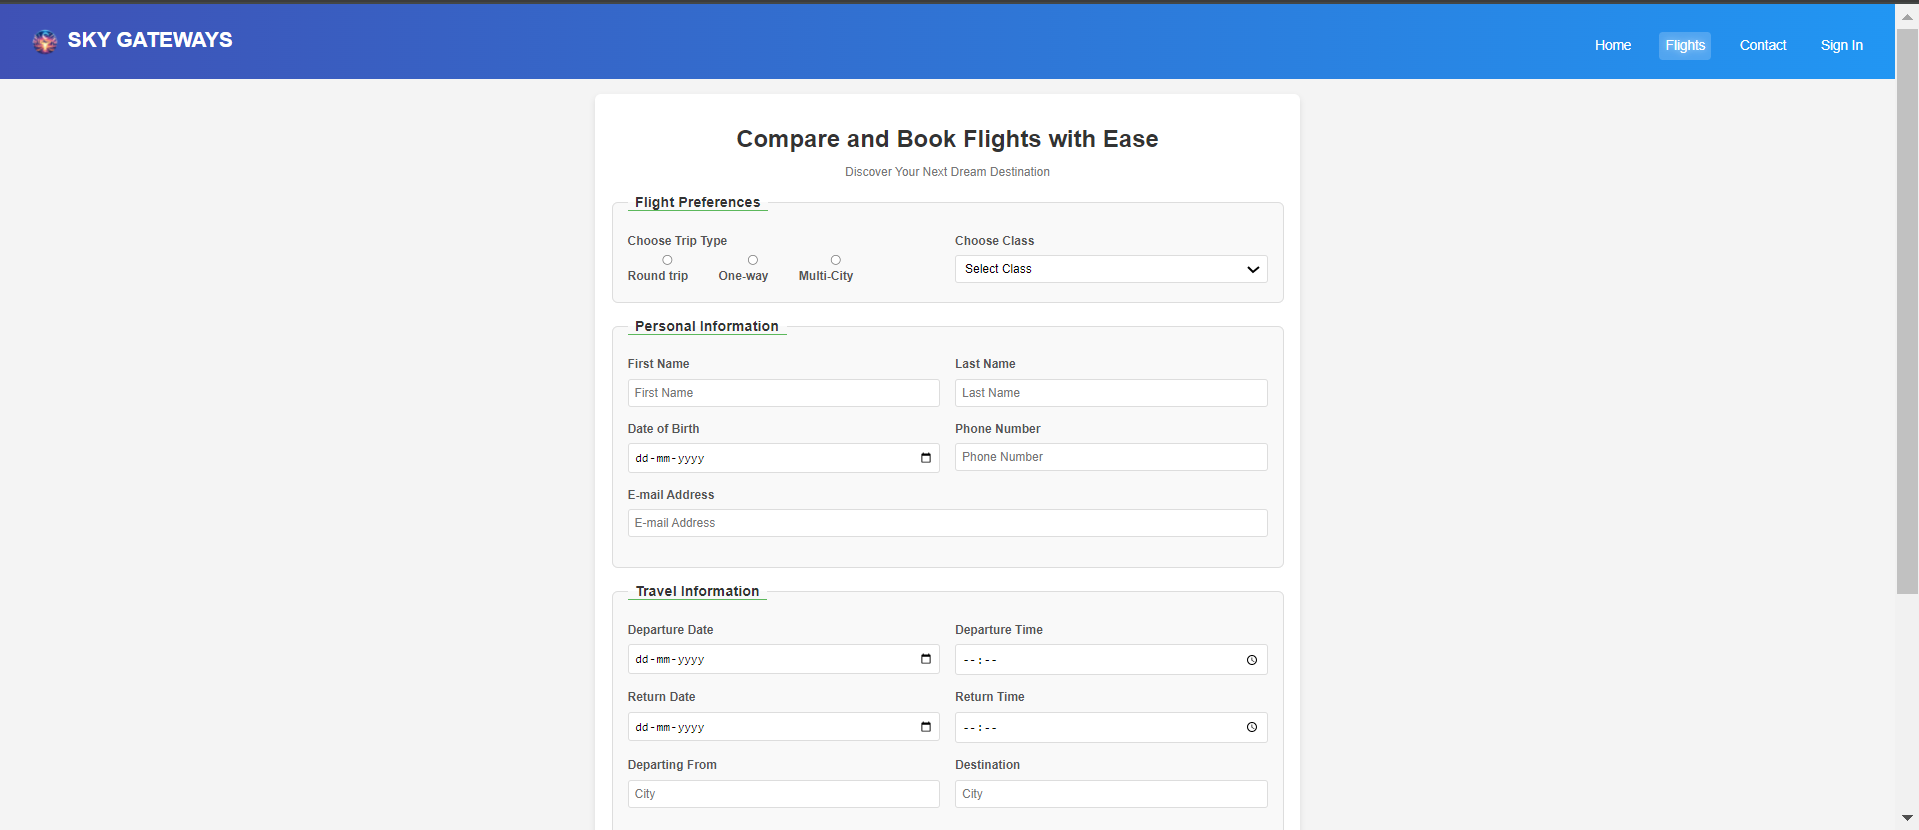 SKY GATEWAYS
Home Flights Contact Sign In
Compare and Book Flights with Ease
Discover Your Next Dream Destination
Flight Preferences
Choose Trip Type Choose Class
Round trip One-way Multi-City Select Class
Personal Information
First Name Last Name
First Name Last Name
Date of Birth Phone Number
dd-mm-yyyy Phone Number
E-mail Address
E-mail Address
Travel Information
Departure Date Departure Time
dd-mm-yyyy --:--
Return Date Return Time
dd-mm-yyyy --:--
Departing From Destination
City City